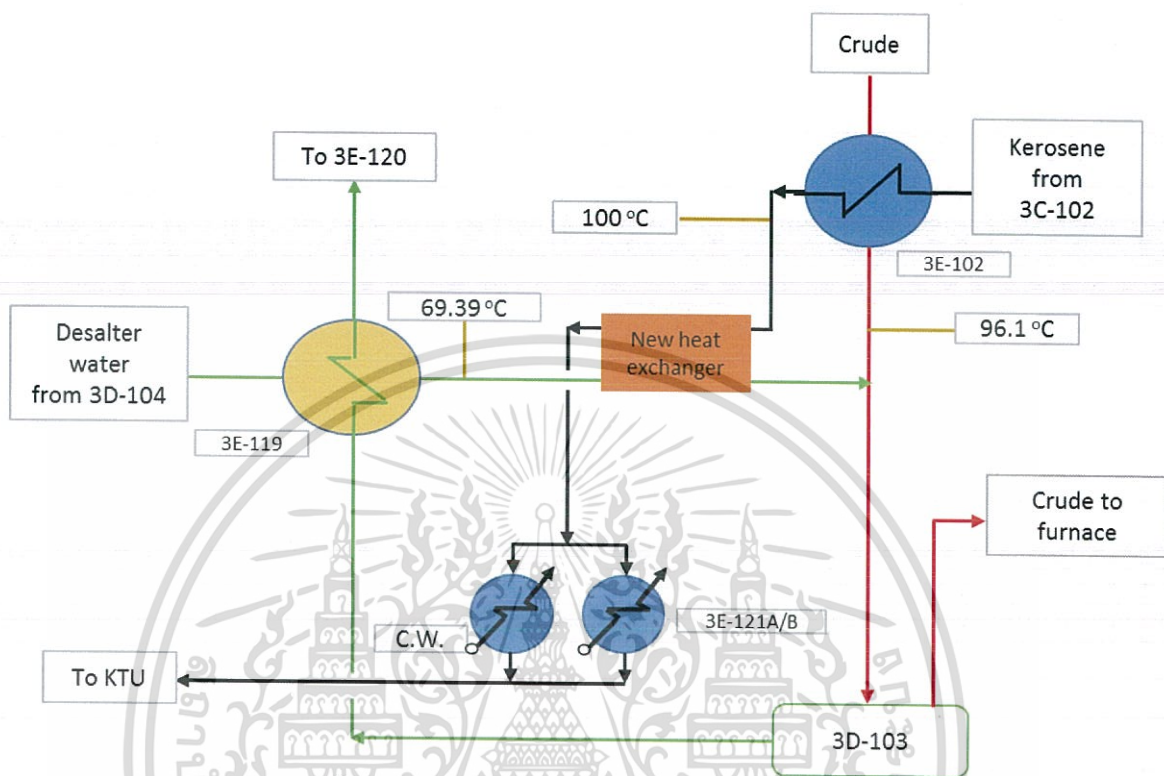 Crude
To 3E-120
Kerosene
from
3C-102
100 °C
3E-102
69.39 °C
96.1 °C
Desalter
water
from 3D-104
New heat
exchanger
3E-119
Crude to
furnace
C.W.
3E-121A/B
To KTU
3D-103